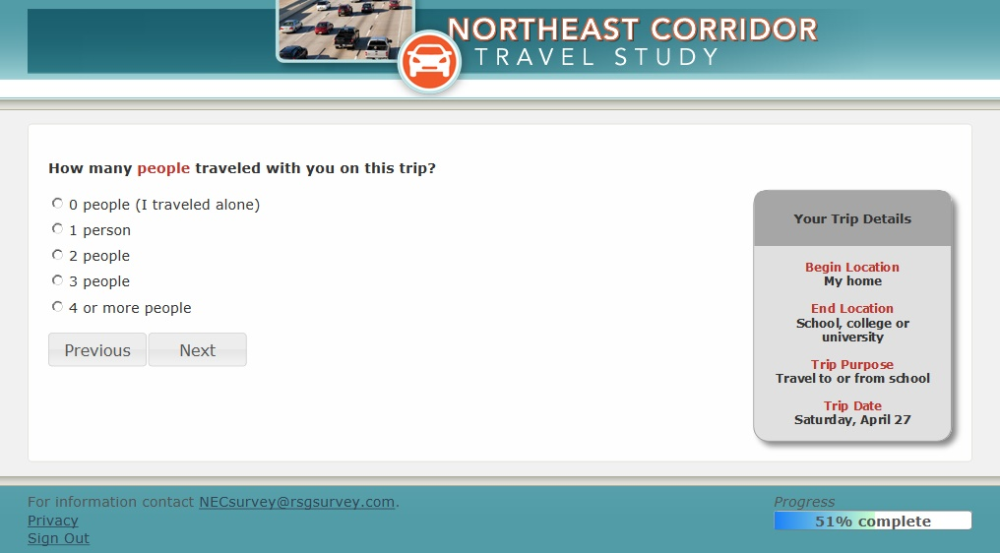 NORTHEAST CORRIDOR
TRAVEL STUDY
How many people traveled with you on this trip?
0 people (I traveled alone)
1 person
2 people
3 people
4 or more people
Previous
Next
Your Trip Details
Begin Location
My home
End Location
School, college or
university
Trip Purpose
Travel to or from school
Trip Date
Saturday, April 27
For information contact NECsurvey@rsgsurvey.com.
Privacy
Sign Out
Progress
51% complete